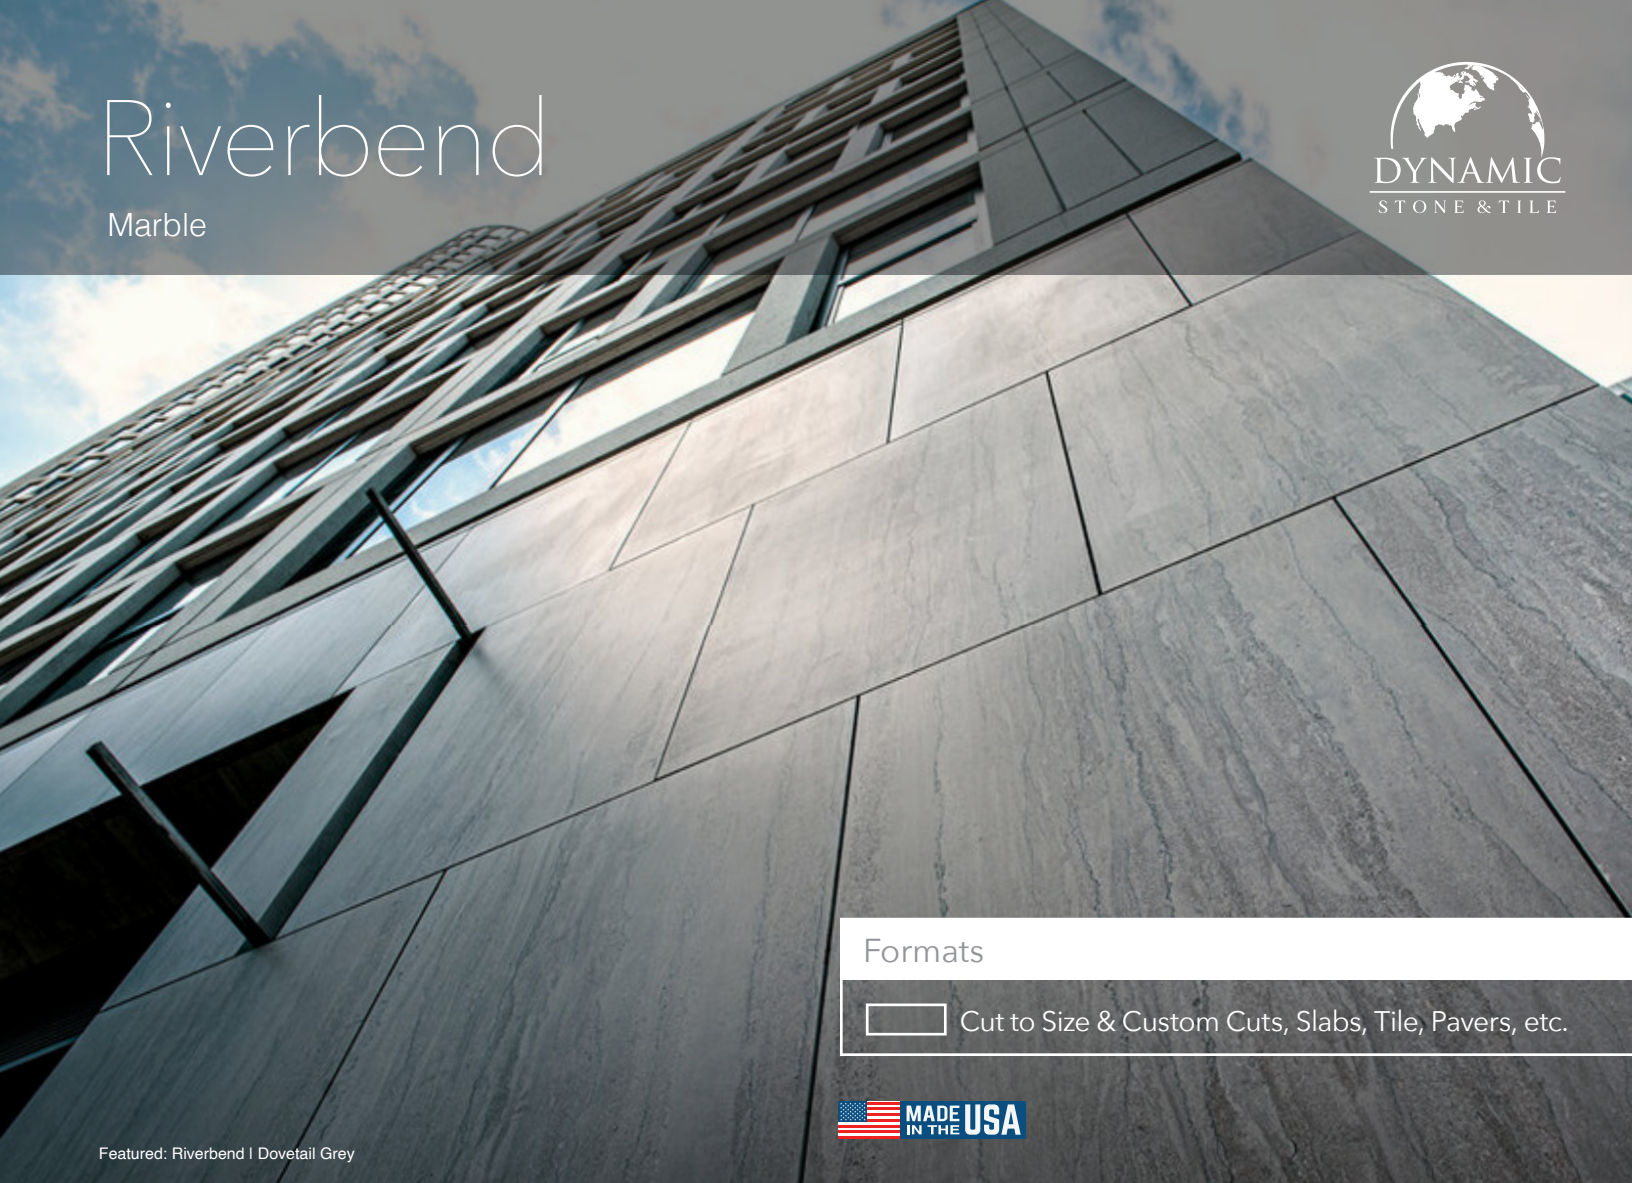 Riverbend
Marble
DYNAMIC
STONE & TILE
Formats
Cut to Size & Custom Cuts, Slabs, Tile, Pavers, etc.
MADE
IN THE USA
Featured: Riverbend | Dovetail Grey